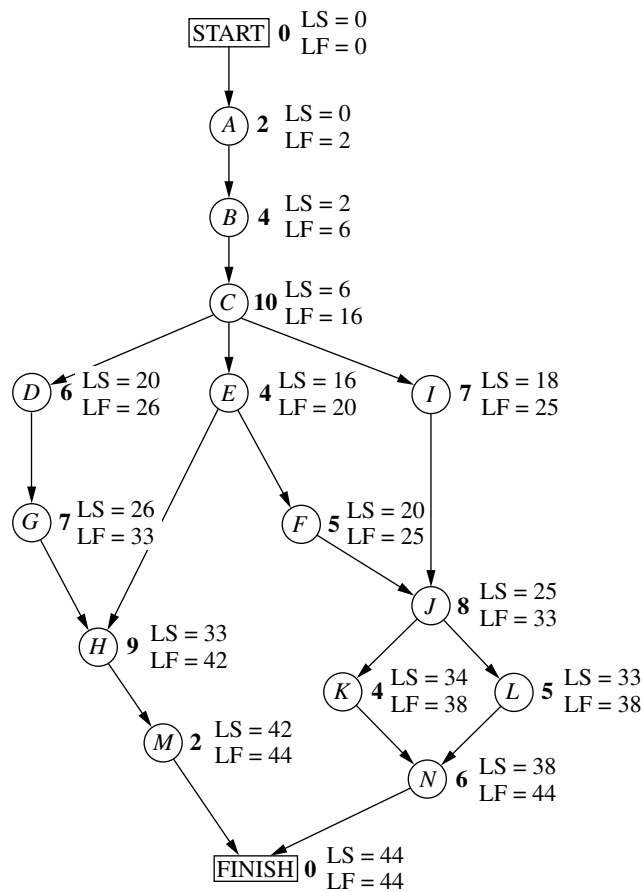 START 0 LS = 0
LF = 0
A 2 LS = 0
LF = 2
B 4 LS = 2
LF = 6
C 10 LS = 6
LF = 16
D 6 LS = 20
LF = 26
E 4 LS = 16
LF = 20
I 7 LS = 18
LF = 25
G 7 LS = 26
LF = 33
F 5 LS = 20
LF = 25
J 8 LS = 25
LF = 33
H 9 LS = 33
LF = 42
K 4 LS = 34
LF = 38
L 5 LS = 33
LF = 38
M 2 LS = 42
LF = 44
N 6 LS = 38
LF = 44
FINISH 0 LS = 44
LF = 44